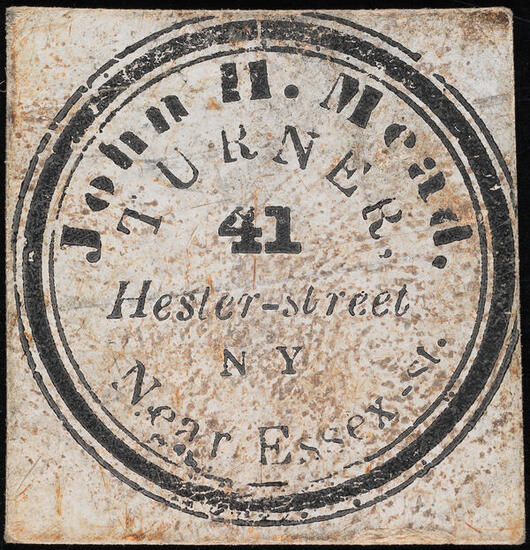 John H. Mead.
TURNER,
41
Hester-street
NY
Near Essex-st.